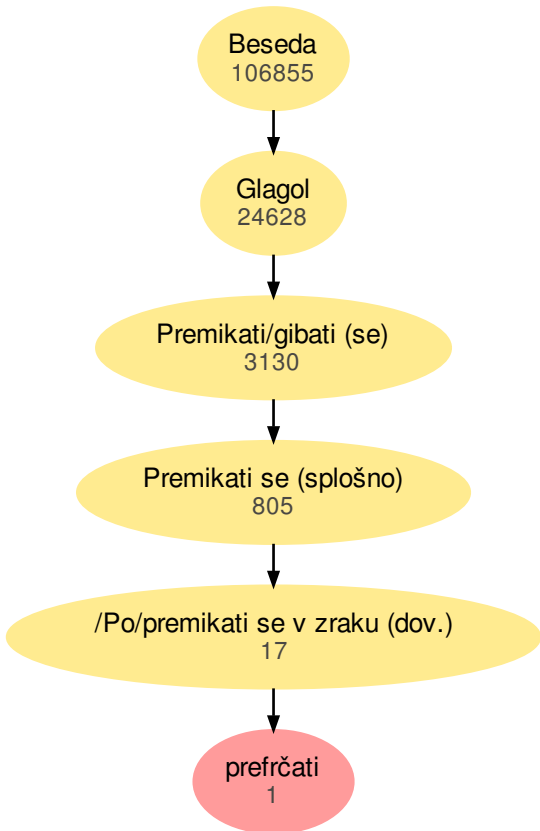 Beseda
106855
Glagol
24628
Premikati/gibati (se)
3130
Premikati se (splošno)
805
/Po/premikati se v zraku (dov.)
17
prefrčati
1